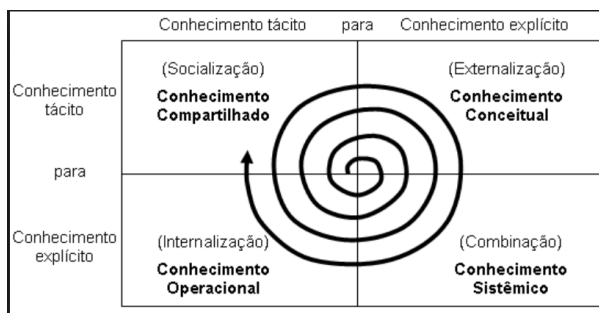 Conhecimento tácito para Conhecimento explícito
Conhecimento
tácito
(Socialização)
Conhecimento
Compartilhado
(Externalização)
Conhecimento
Conceitual
para
Conhecimento
explícito
(Internalização)
Conhecimento
Operacional
(Combinação)
Conhecimento
Sistêmico